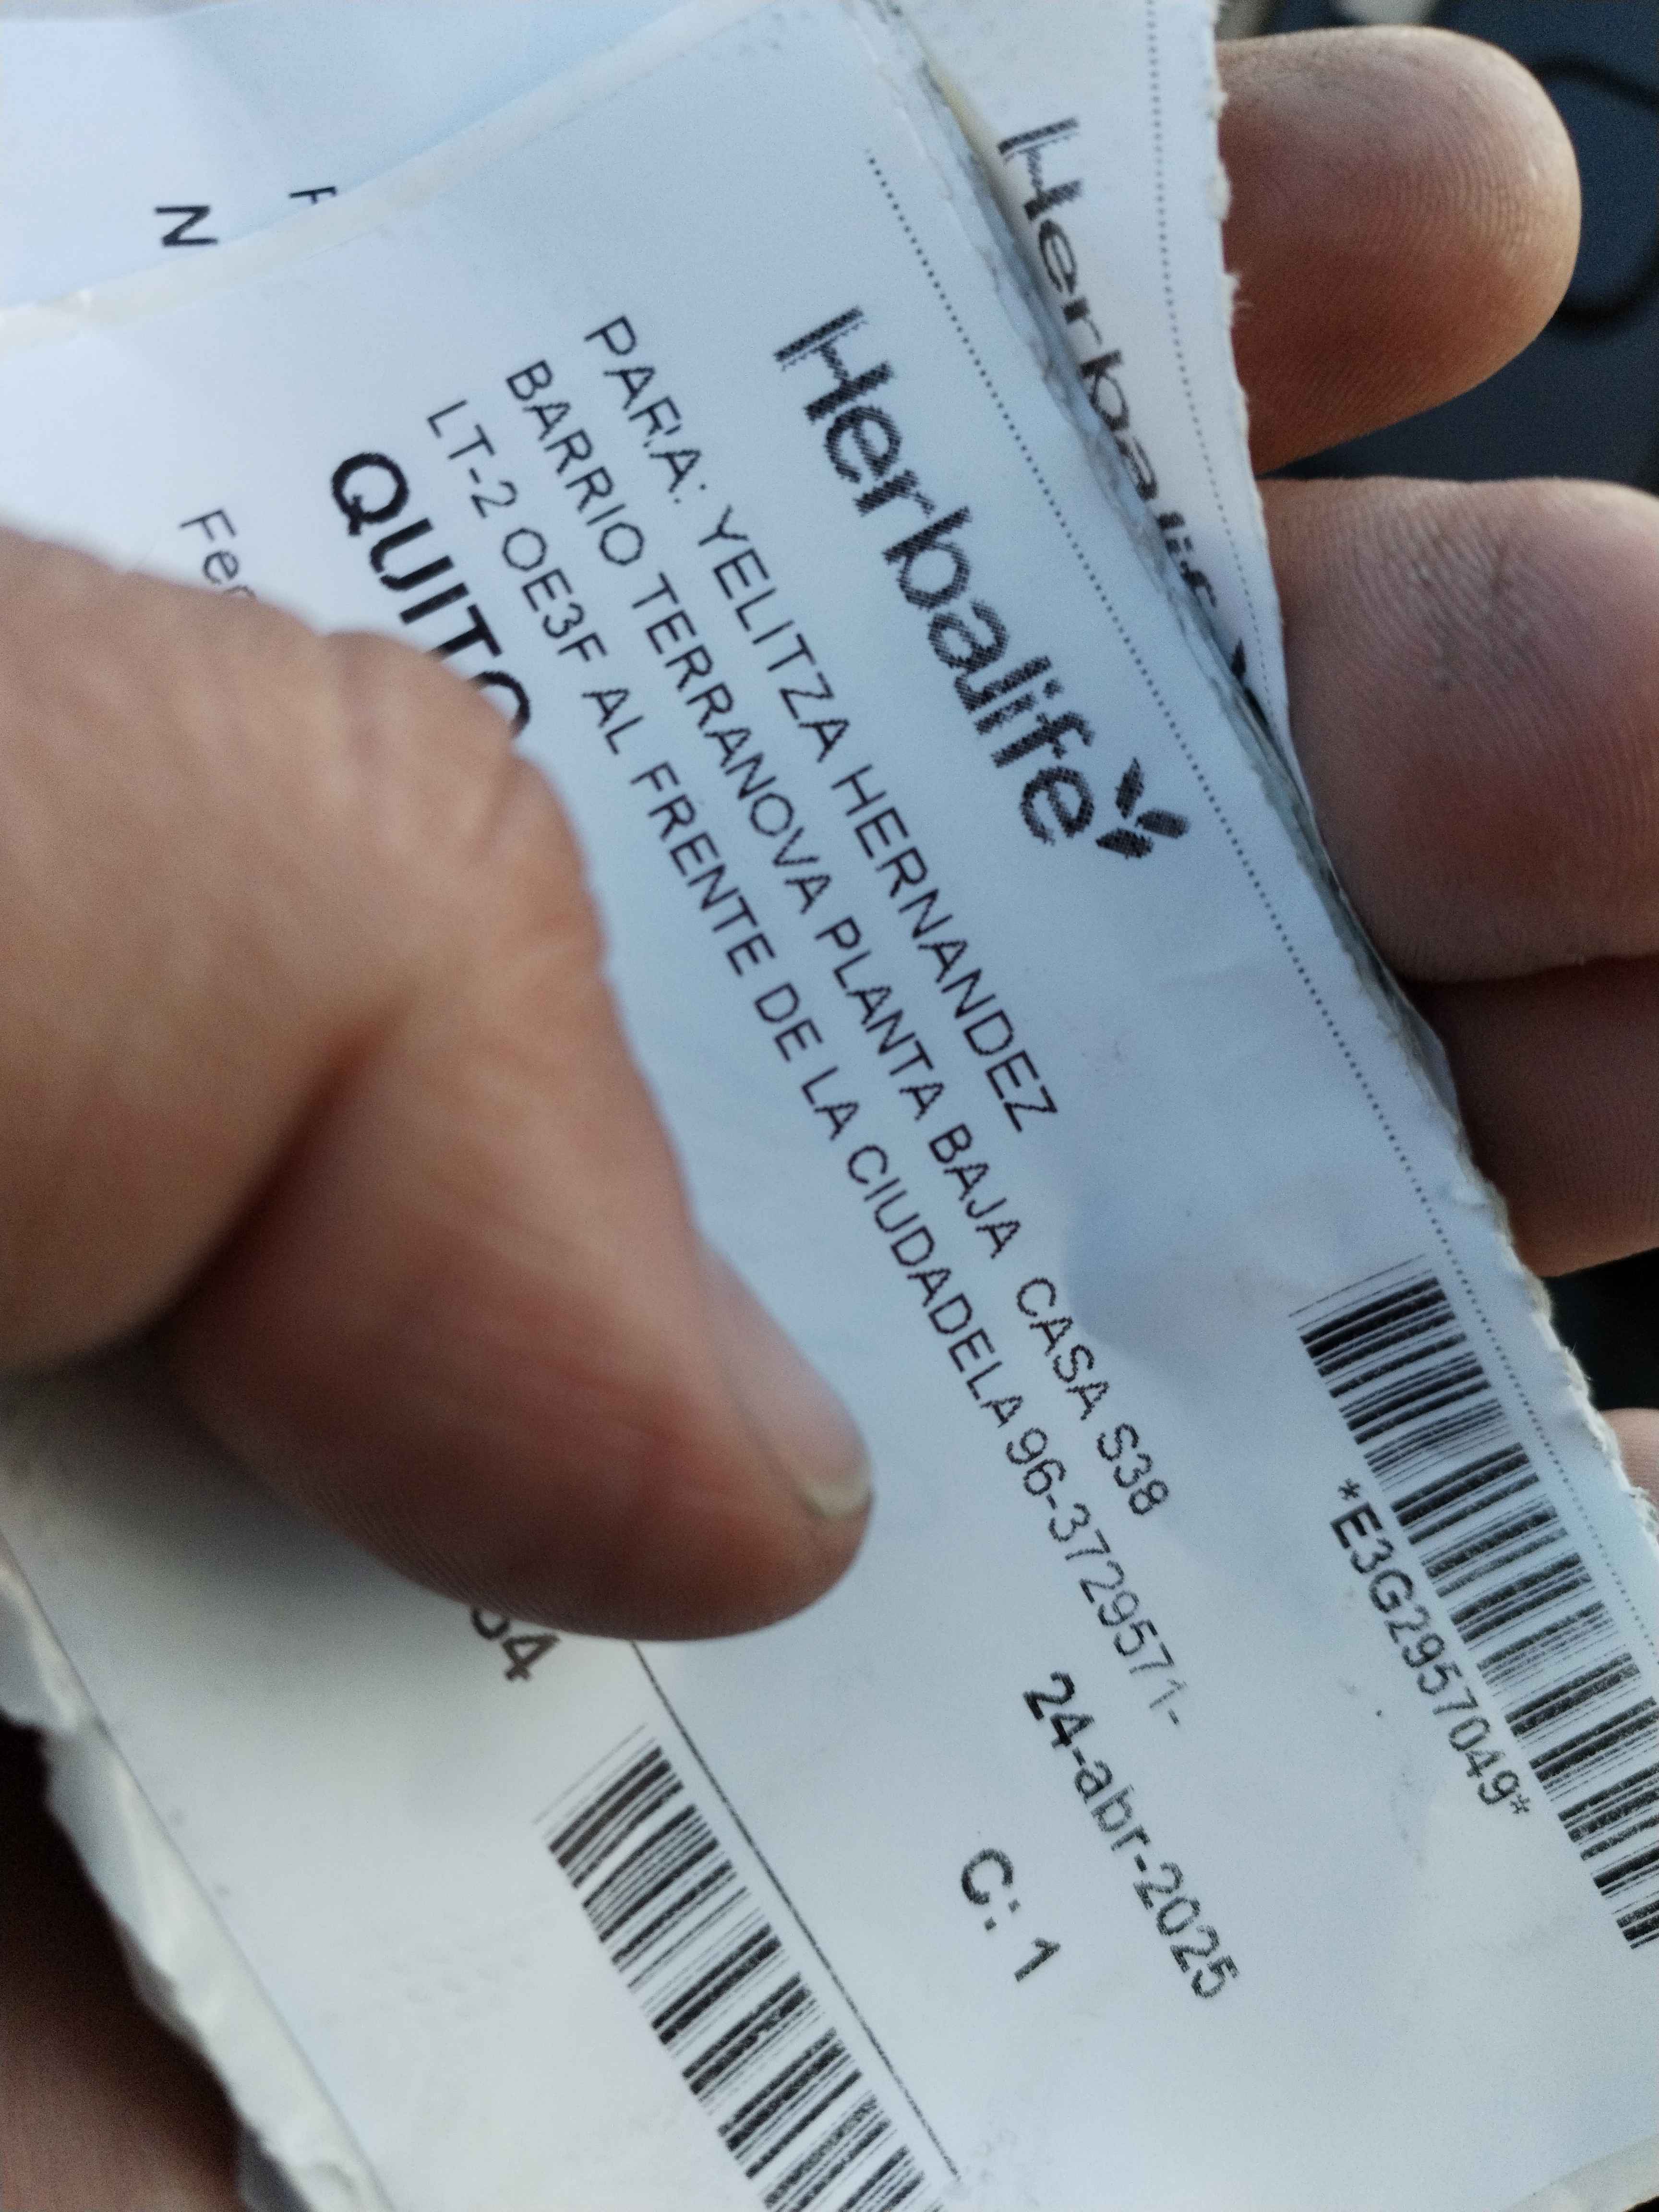 Herbalife
*E3G2957049*
PARA: YELITZA HERNANDEZ
BARRIO TERRANOVA PLANTA BAJA CASA S38
LT-2 OE3F AL FRENTE DE LA CIUDADELA 96-3729571-
24-abr-2025
QUITO
C: 1
Herbalife
N